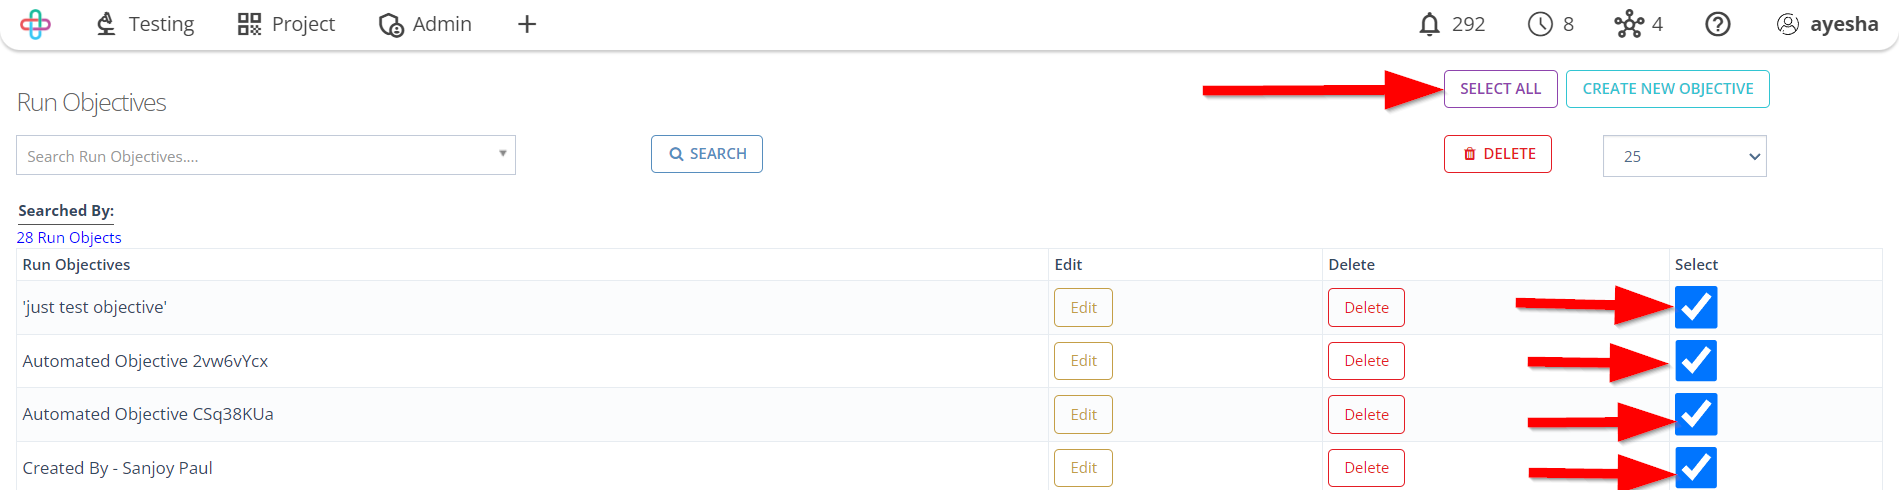 Testing Project Admin + 292 8 4 ayesha
Run Objectives SELECT ALL CREATE NEW OBJECTIVE
Search Run Objectives.... SEARCH DELETE 25
Searched By:
28 Run Objects
Run Objectives Edit Delete Select
'just test objective' Edit Delete
Automated Objective 2vw6vYcx Edit Delete
Automated Objective CSq38KUa Edit Delete
Created By - Sanjoy Paul Edit Delete